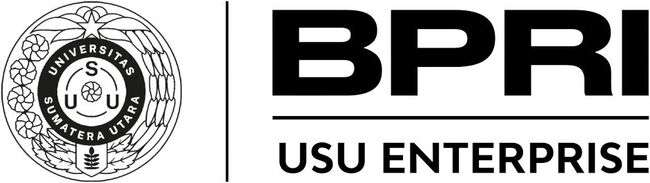 UNIVERSITAS
S
U U
SUMATERA UTARA
BPRI
USU ENTERPRISE